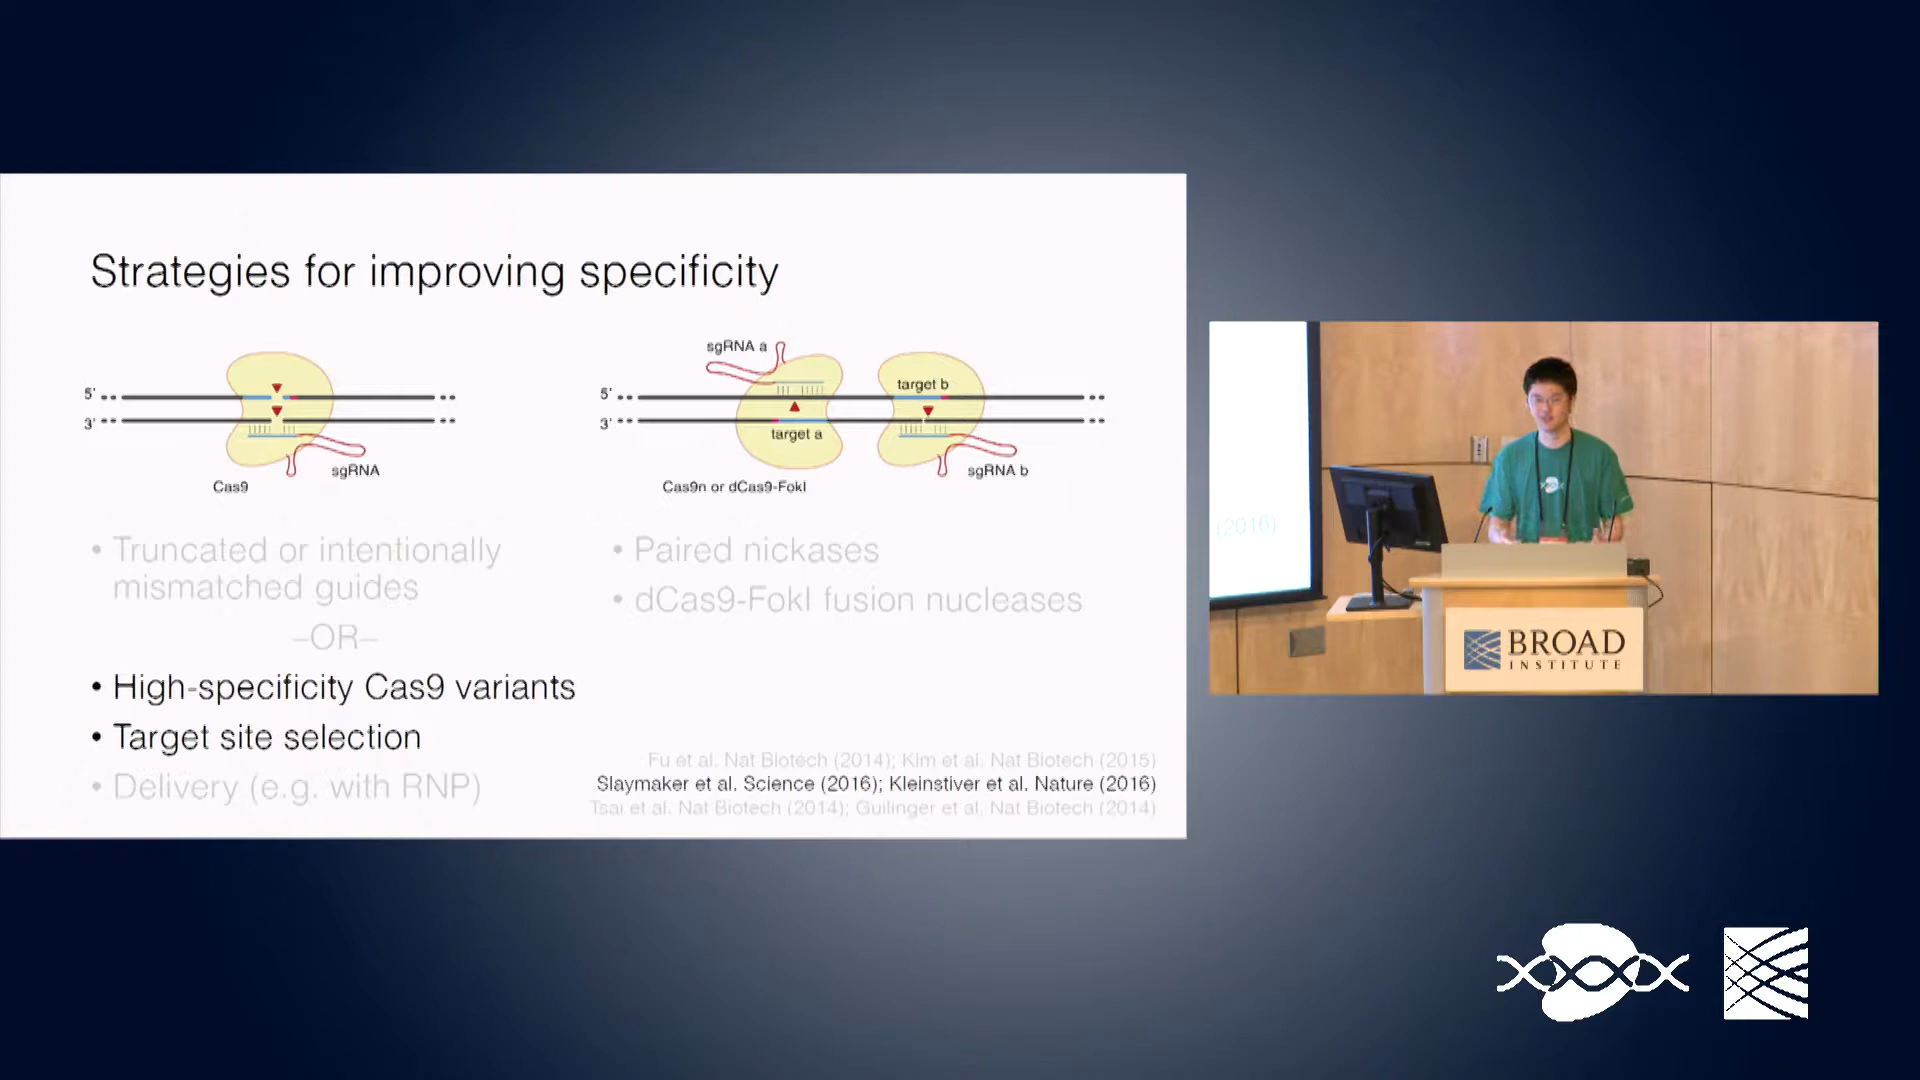 Strategies for improving specificity
5'
3'
Cas9
sgRNA
sgRNA a
5'
3'
target b
target a
sgRNA b
Cas9n or dCas9-FokI
• Truncated or intentionally
mismatched guides
–OR–
• High-specificity Cas9 variants
• Target site selection
• Delivery (e.g. with RNP)
• Paired nickases
• dCas9-FokI fusion nucleases
Fu et al. Nat Biotech (2014); Kim et al. Nat Biotech (2015)
Slaymaker et al. Science (2016); Kleinstiver et al. Nature (2016)
Tsai et al. Nat Biotech (2014); Guilinger et al. Nat Biotech (2014)
(2016)
BROAD
INSTITUTE